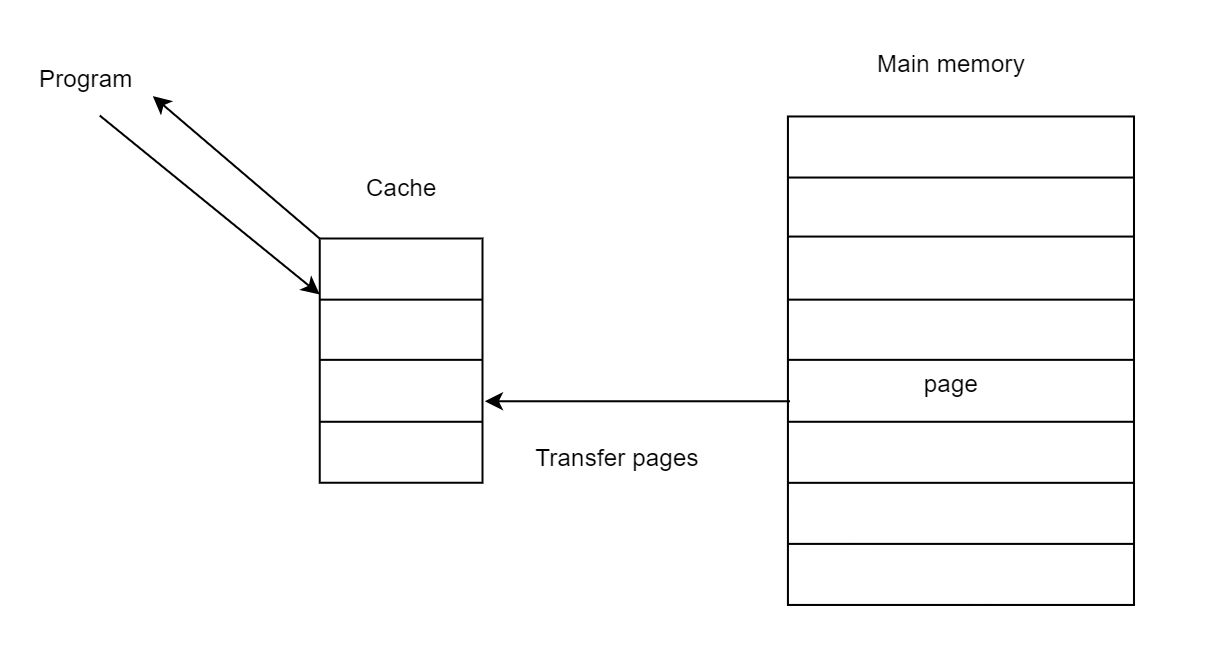 Program
Main memory
Cache
page
Transfer pages